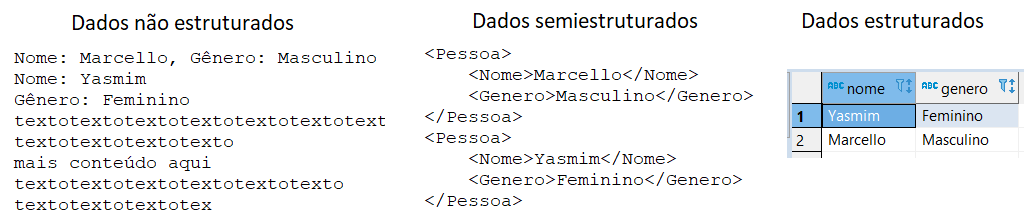 Dados não estruturados
Nome: Marcello, Gênero: Masculino
Nome: Yasmim
Gênero: Feminino
textotextotextotextotextotextotext
textotextotextotexto
mais conteúdo aqui
textotextotextotextotextotexto
textotextotextotex
Dados semiestruturados
<Pessoa>
<Nome>Marcello</Nome>
<Genero>Masculino</Genero>
</Pessoa>
<Pessoa>
<Nome>Yasmim</Nome>
<Genero>Feminino</Genero>
</Pessoa>
Dados estruturados
ABC nome ABC genero
1 Yasmim Feminino
2 Marcello Masculino